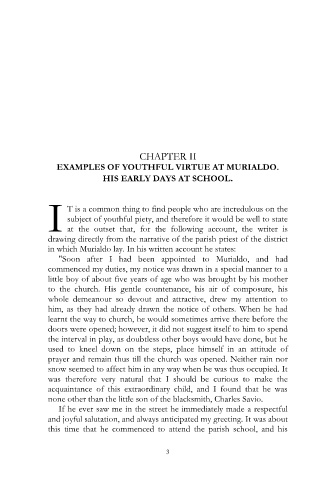 CHAPTER II
EXAMPLES OF YOUTHFUL VIRTUE AT MURIALDO.
HIS EARLY DAYS AT SCHOOL.
IT is a common thing to find people who are incredulous on the
subject of youthful piety, and therefore it would be well to state
at the outset that, for the following account, the writer is
drawing directly from the narrative of the parish priest of the district
in which Murialdo lay. In his written account he states:
"Soon after I had been appointed to Murialdo, and had
commenced my duties, my notice was drawn in a special manner to a
little boy of about five years of age who was brought by his mother
to the church. His gentle countenance, his air of composure, his
whole demeanour so devout and attractive, drew my attention to
him, as they had already drawn the notice of others. When he had
learnt the way to church, he would sometimes arrive there before the
doors were opened; however, it did not suggest itself to him to spend
the interval in play, as doubtless other boys would have done, but he
used to kneel down on the steps, place himself in an attitude of
prayer and remain thus till the church was opened. Neither rain nor
snow seemed to affect him in any way when he was thus occupied. It
was therefore very natural that I should be curious to make the
acquaintance of this extraordinary child, and I found that he was
none other than the little son of the blacksmith, Charles Savio.
If he ever saw me in the street he immediately made a respectful
and joyful salutation, and always anticipated my greeting. It was about
this time that he commenced to attend the parish school, and his
3